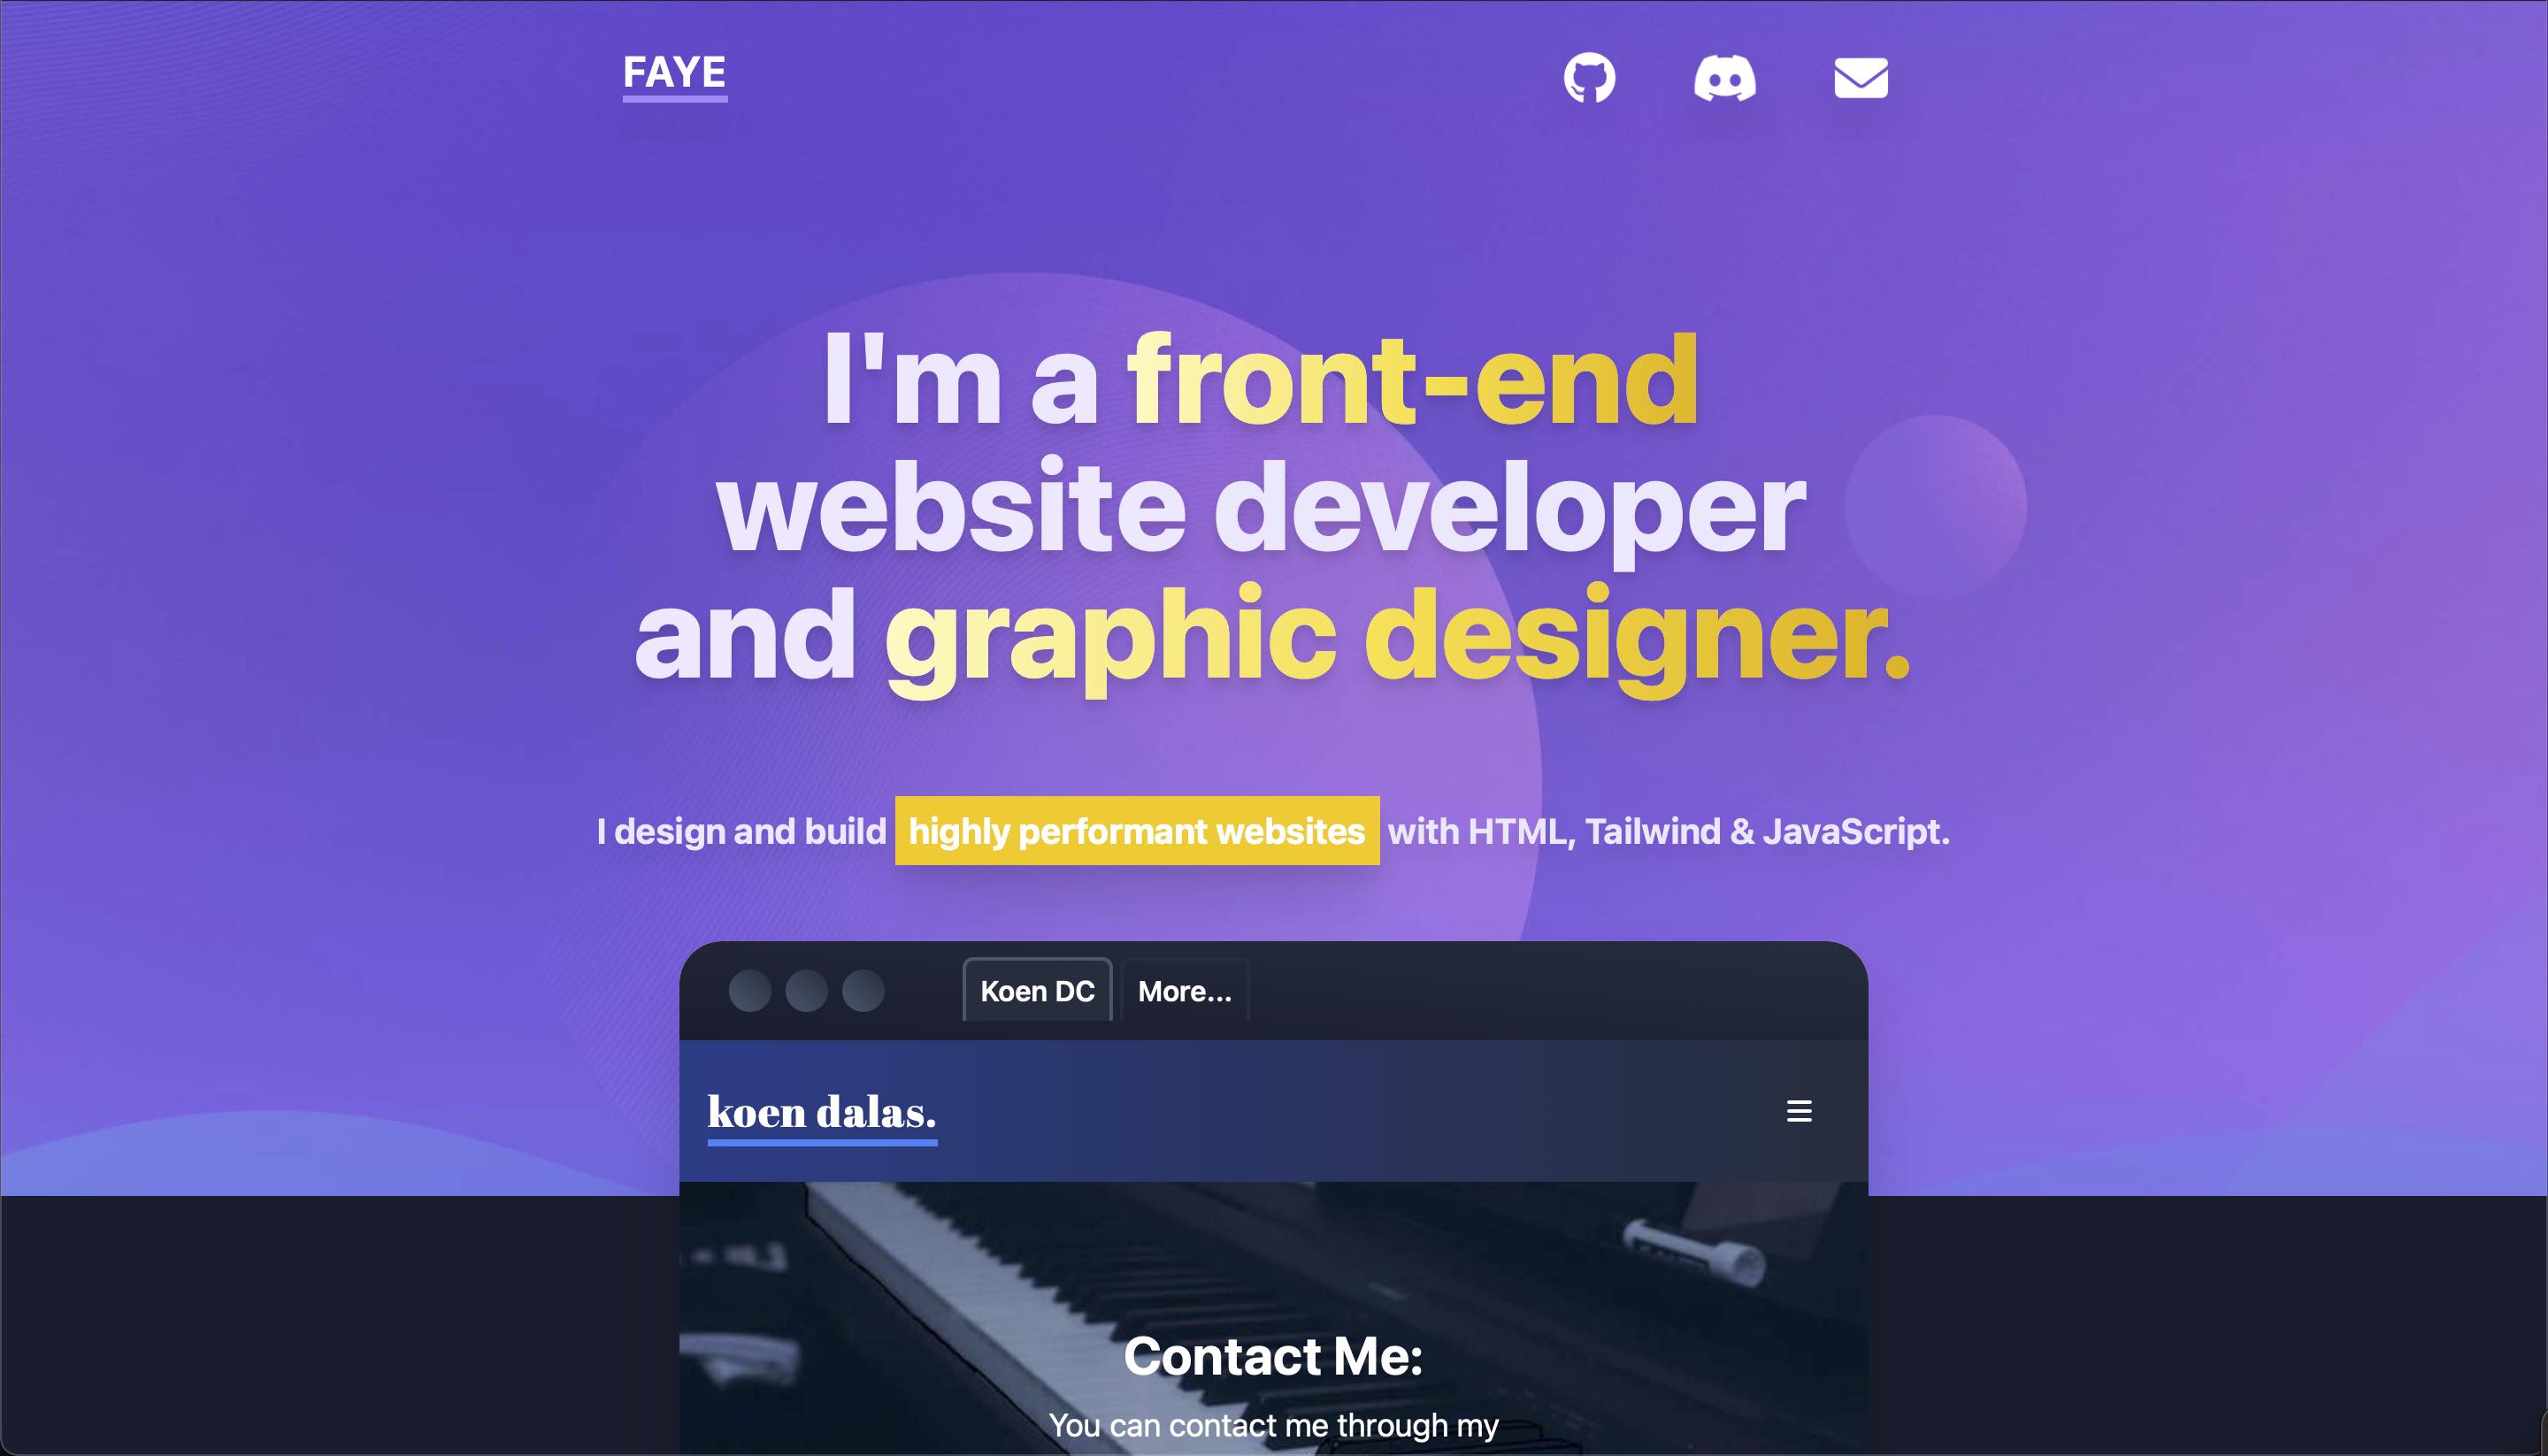 FAYE
I'm a front-end
website developer
and graphic designer.
I design and build highly performant websites with HTML, Tailwind & JavaScript.
Koen DC More...
koen dalas.
Contact Me:
You can contact me through my